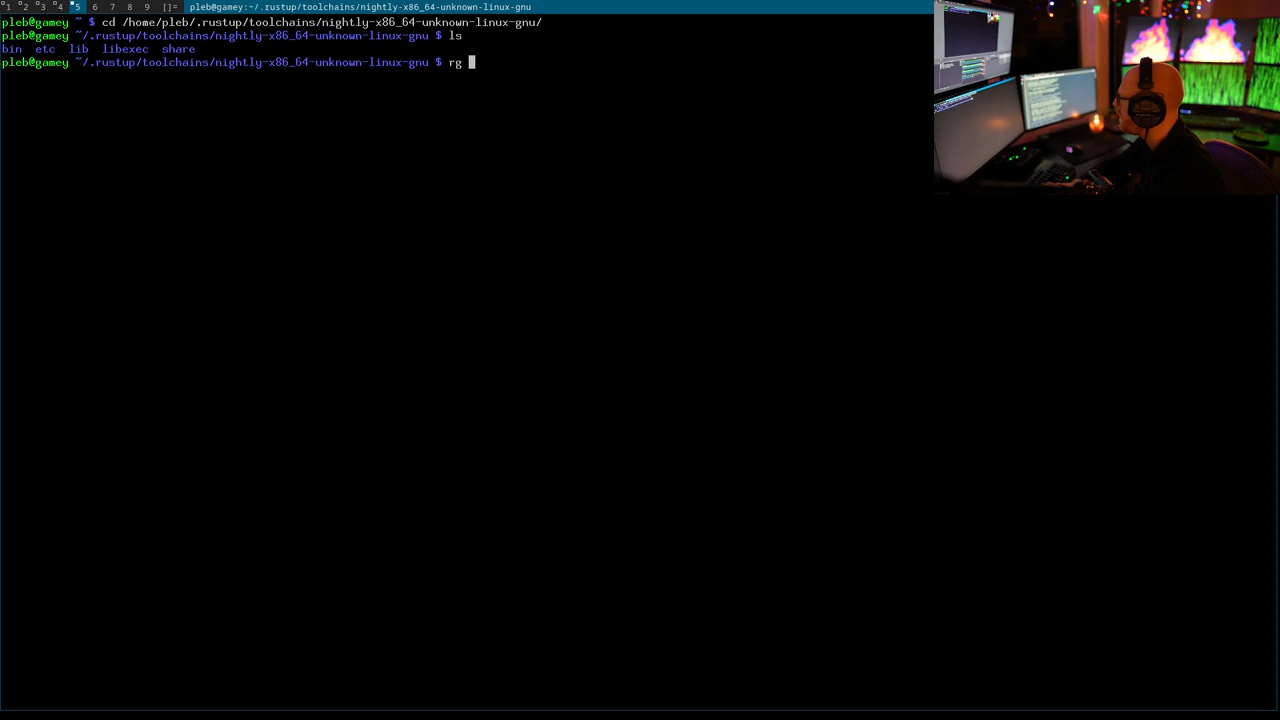 1 2 3 4 5 6 7 8 9 []= pleb@gamey:~/.rustup/toolchains/nightly-x86_64-unknown-linux-gnu
pleb@gamey ~ $ cd /home/pleb/.rustup/toolchains/nightly-x86_64-unknown-linux-gnu/
pleb@gamey ~/.rustup/toolchains/nightly-x86_64-unknown-linux-gnu $ ls
bin etc lib libexec share
pleb@gamey ~/.rustup/toolchains/nightly-x86_64-unknown-linux-gnu $ rg